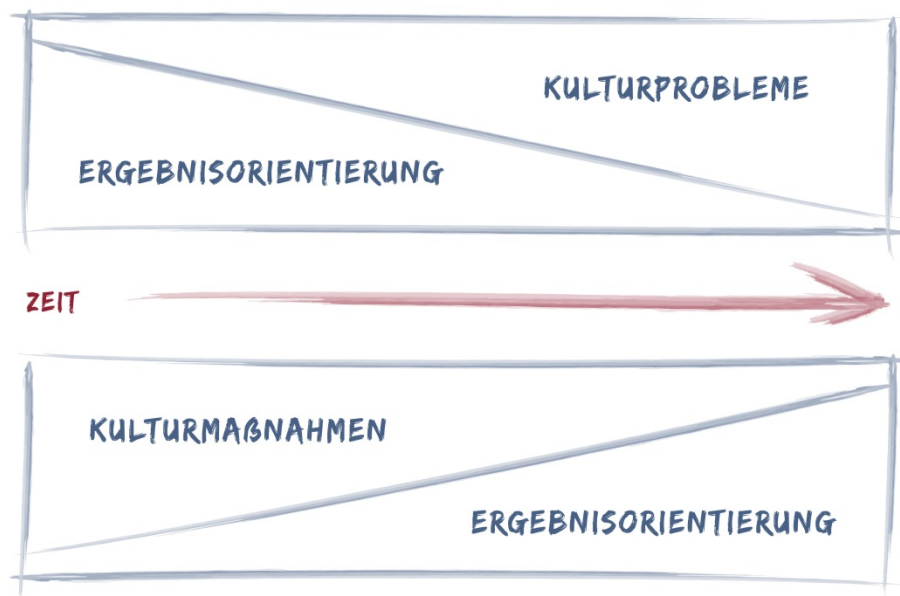 KULTURPROBLEME
ERGEBNISORIENTIERUNG
ZEIT
KULTURMAßNAHMEN
ERGEBNISORIENTIERUNG